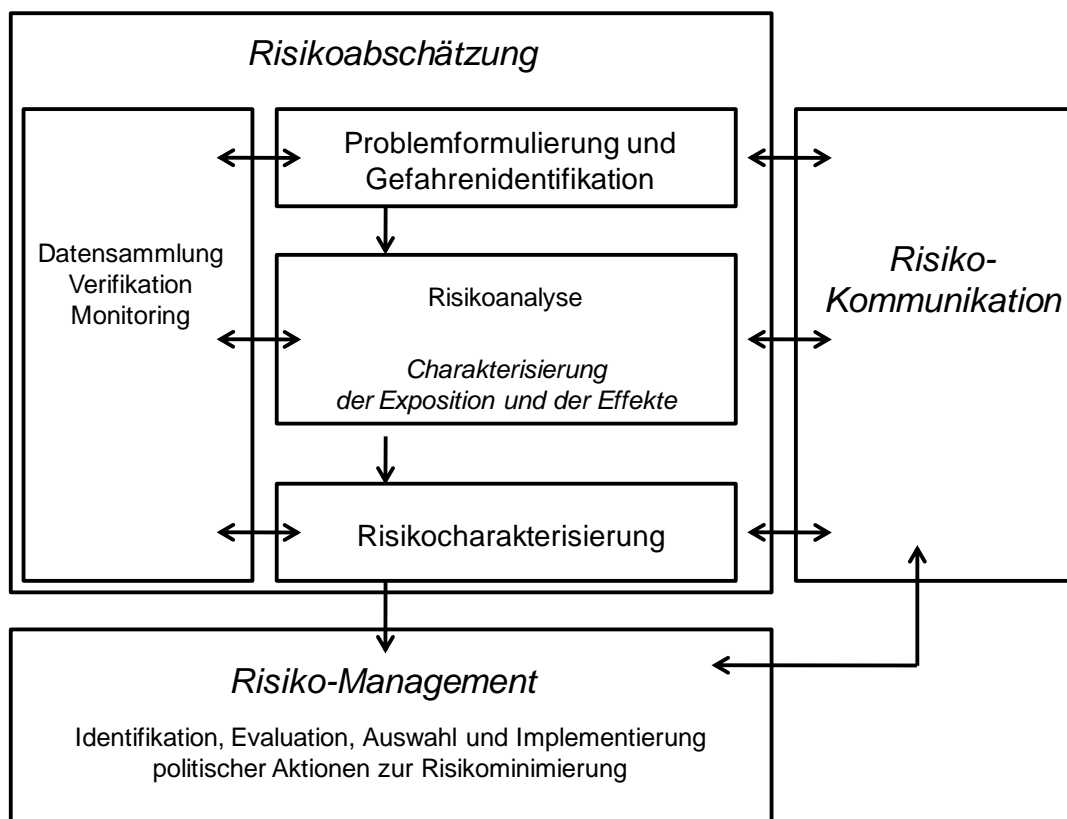 Risikoabschätzung
Problemformulierung und
Gefahrenidentifikation
Datensammlung
Verifikation
Monitoring
Risikoanalyse
Charakterisierung
der Exposition und der Effekte
Risikocharakterisierung
Risiko-
Kommunikation
Risiko-Management
Identifikation, Evaluation, Auswahl und Implementierung
politischer Aktionen zur Risikominimierung